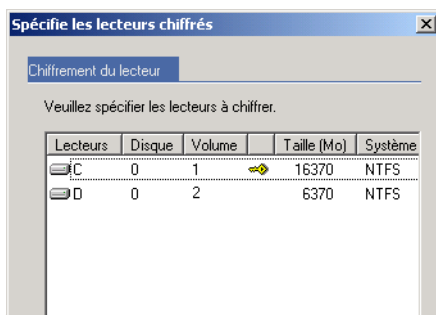 Spécifie les lecteurs chiffrés
Chiffrement du lecteur
Veuillez spécifier les lecteurs à chiffrer.
Lecteurs Disque Volume Taille (Mo) Système
C 0 1 16370 NTFS
D 0 2 6370 NTFS